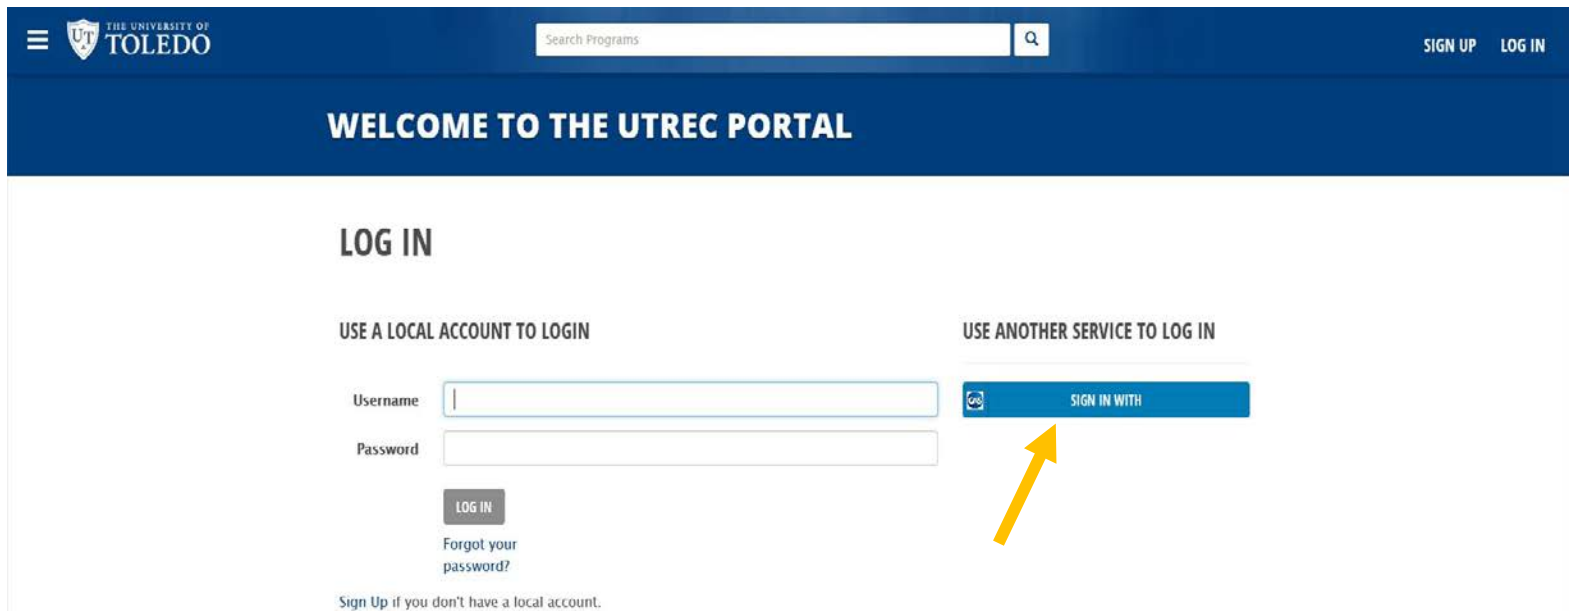 THE UNIVERSITY OF
TOLEDO
UT
Search Programs
SIGN UP
LOG IN
WELCOME TO THE UTREC PORTAL
LOG IN
USE A LOCAL ACCOUNT TO LOGIN
USE ANOTHER SERVICE TO LOG IN
Username
SIGN IN WITH
Password
LOG IN
Forgot your
password?
Sign Up if you don't have a local account.